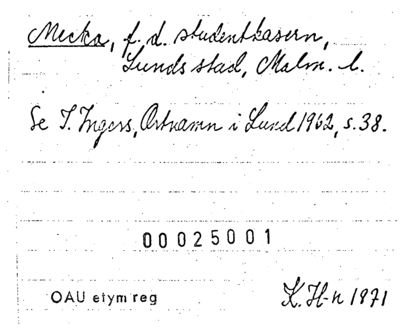 Mecka, f. d. studentkasern,
Lunds stad, Malm. l.
Se I. Ingers, Ortnamn i Lund 1962, s. 38.
00025001
OAU etym reg
K. H-n 1971